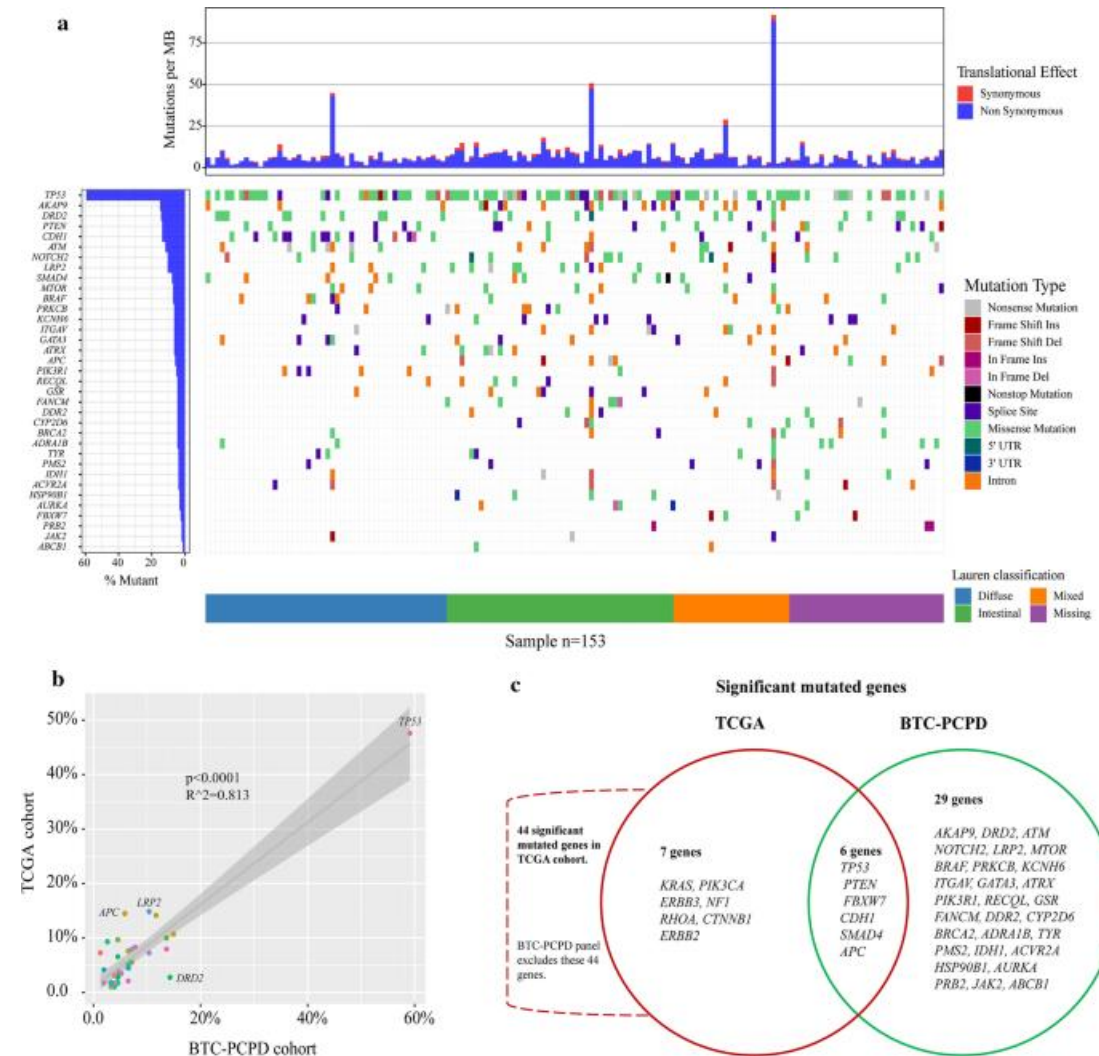 a
Mutations per MB
75
50
25
0
Translational Effect
Synonymous
Non Synonymous
TP53
AKAP9
DRD2
PTEN
CDH1
ATM
NOTCH2
LRP2
SMAD4
MTOR
BRAF
PRKCB
KCNH6
ITGAV
GATA3
ATRX
APC
PIK3R1
RECQL
GSR
FANCM
DDR2
CYP2D6
BRCA2
ADRA1B
TYR
PMS2
IDH1
ACVR2A
HSP90B1
AURKA
FBXW7
PRB2
JAK2
ABCB1
60 40 20 0
% Mutant
Mutation Type
Nonsense Mutation
Frame Shift Ins
Frame Shift Del
In Frame Ins
In Frame Del
Nonstop Mutation
Splice Site
Missense Mutation
5' UTR
3' UTR
Intron
Lauren classification
Diffuse Mixed
Intestinal Missing
Sample n=153
b
TCGA cohort
50%
40%
30%
20%
10%
0.0
p<0.0001
R^2=0.813
TP53
APC
LRP2
DRD2
0.0 20% 40% 60%
BTC-PCPD cohort
c
Significant mutated genes
TCGA BTC-PCPD
44 significant
mutated genes in
TCGA cohort.
BTC-PCPD panel
excludes these 44
genes.
7 genes
KRAS, PIK3CA
ERBB3, NF1
RHOA, CTNNB1
ERBB2
6 genes
TP53
PTEN
FBXW7
CDH1
SMAD4
APC
29 genes
AKAP9, DRD2, ATM
NOTCH2, LRP2, MTOR
BRAF, PRKCB, KCNH6
ITGAV, GATA3, ATRX
PIK3R1, RECQL, GSR
FANCM, DDR2, CYP2D6
BRCA2, ADRA1B, TYR
PMS2, IDH1, ACVR2A
HSP90B1, AURKA
PRB2, JAK2, ABCB1